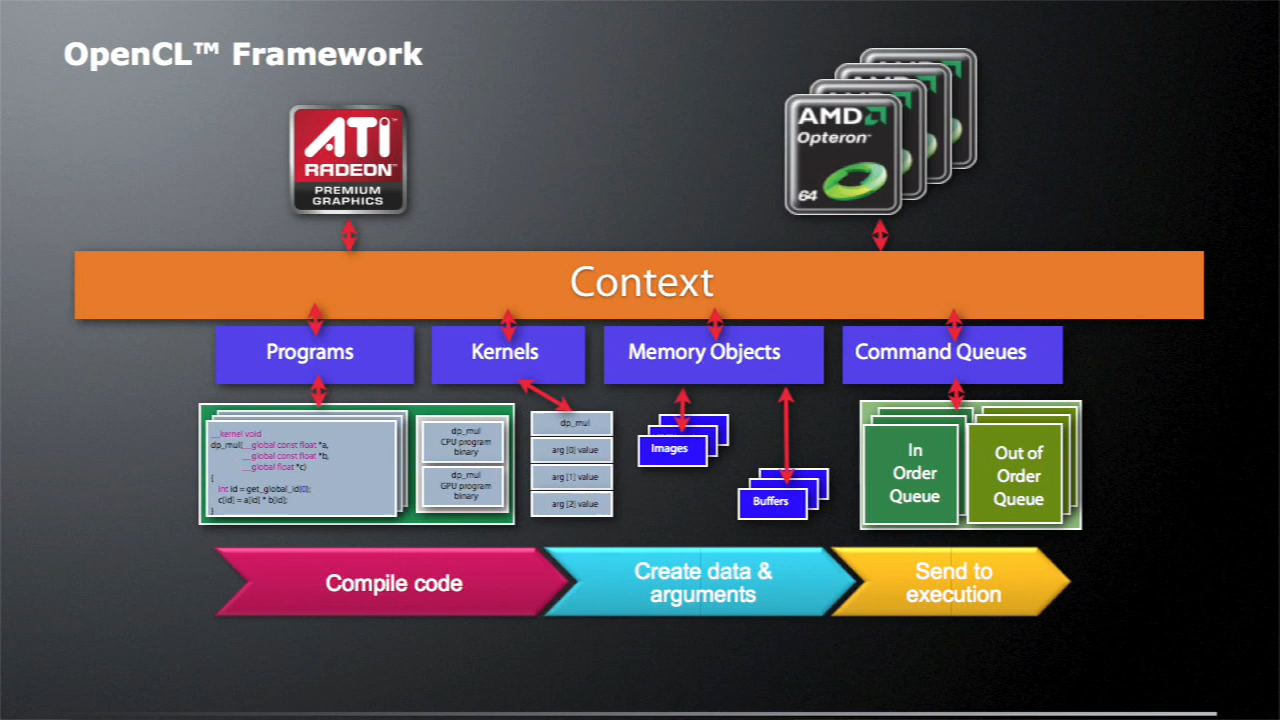 OpenCL™ Framework
ATI™
RADEON™
PREMIUM
GRAPHICS
AMD
Opteron™
64
Context
Programs
Kernels
Memory Objects
Command Queues
__kernel void
dp_mul(__global const float *a,
__global const float *b,
__global float *c)
{
int id = get_global_id(0);
c[id] = a[id] * b[id];
}
dp_mul
CPU program
binary
dp_mul
GPU program
binary
dp_mul
arg [0] value
arg [1] value
arg [2] value
Images
Buffers
In
Order
Queue
Out of
Order
Queue
Compile code
Create data &
arguments
Send to
execution